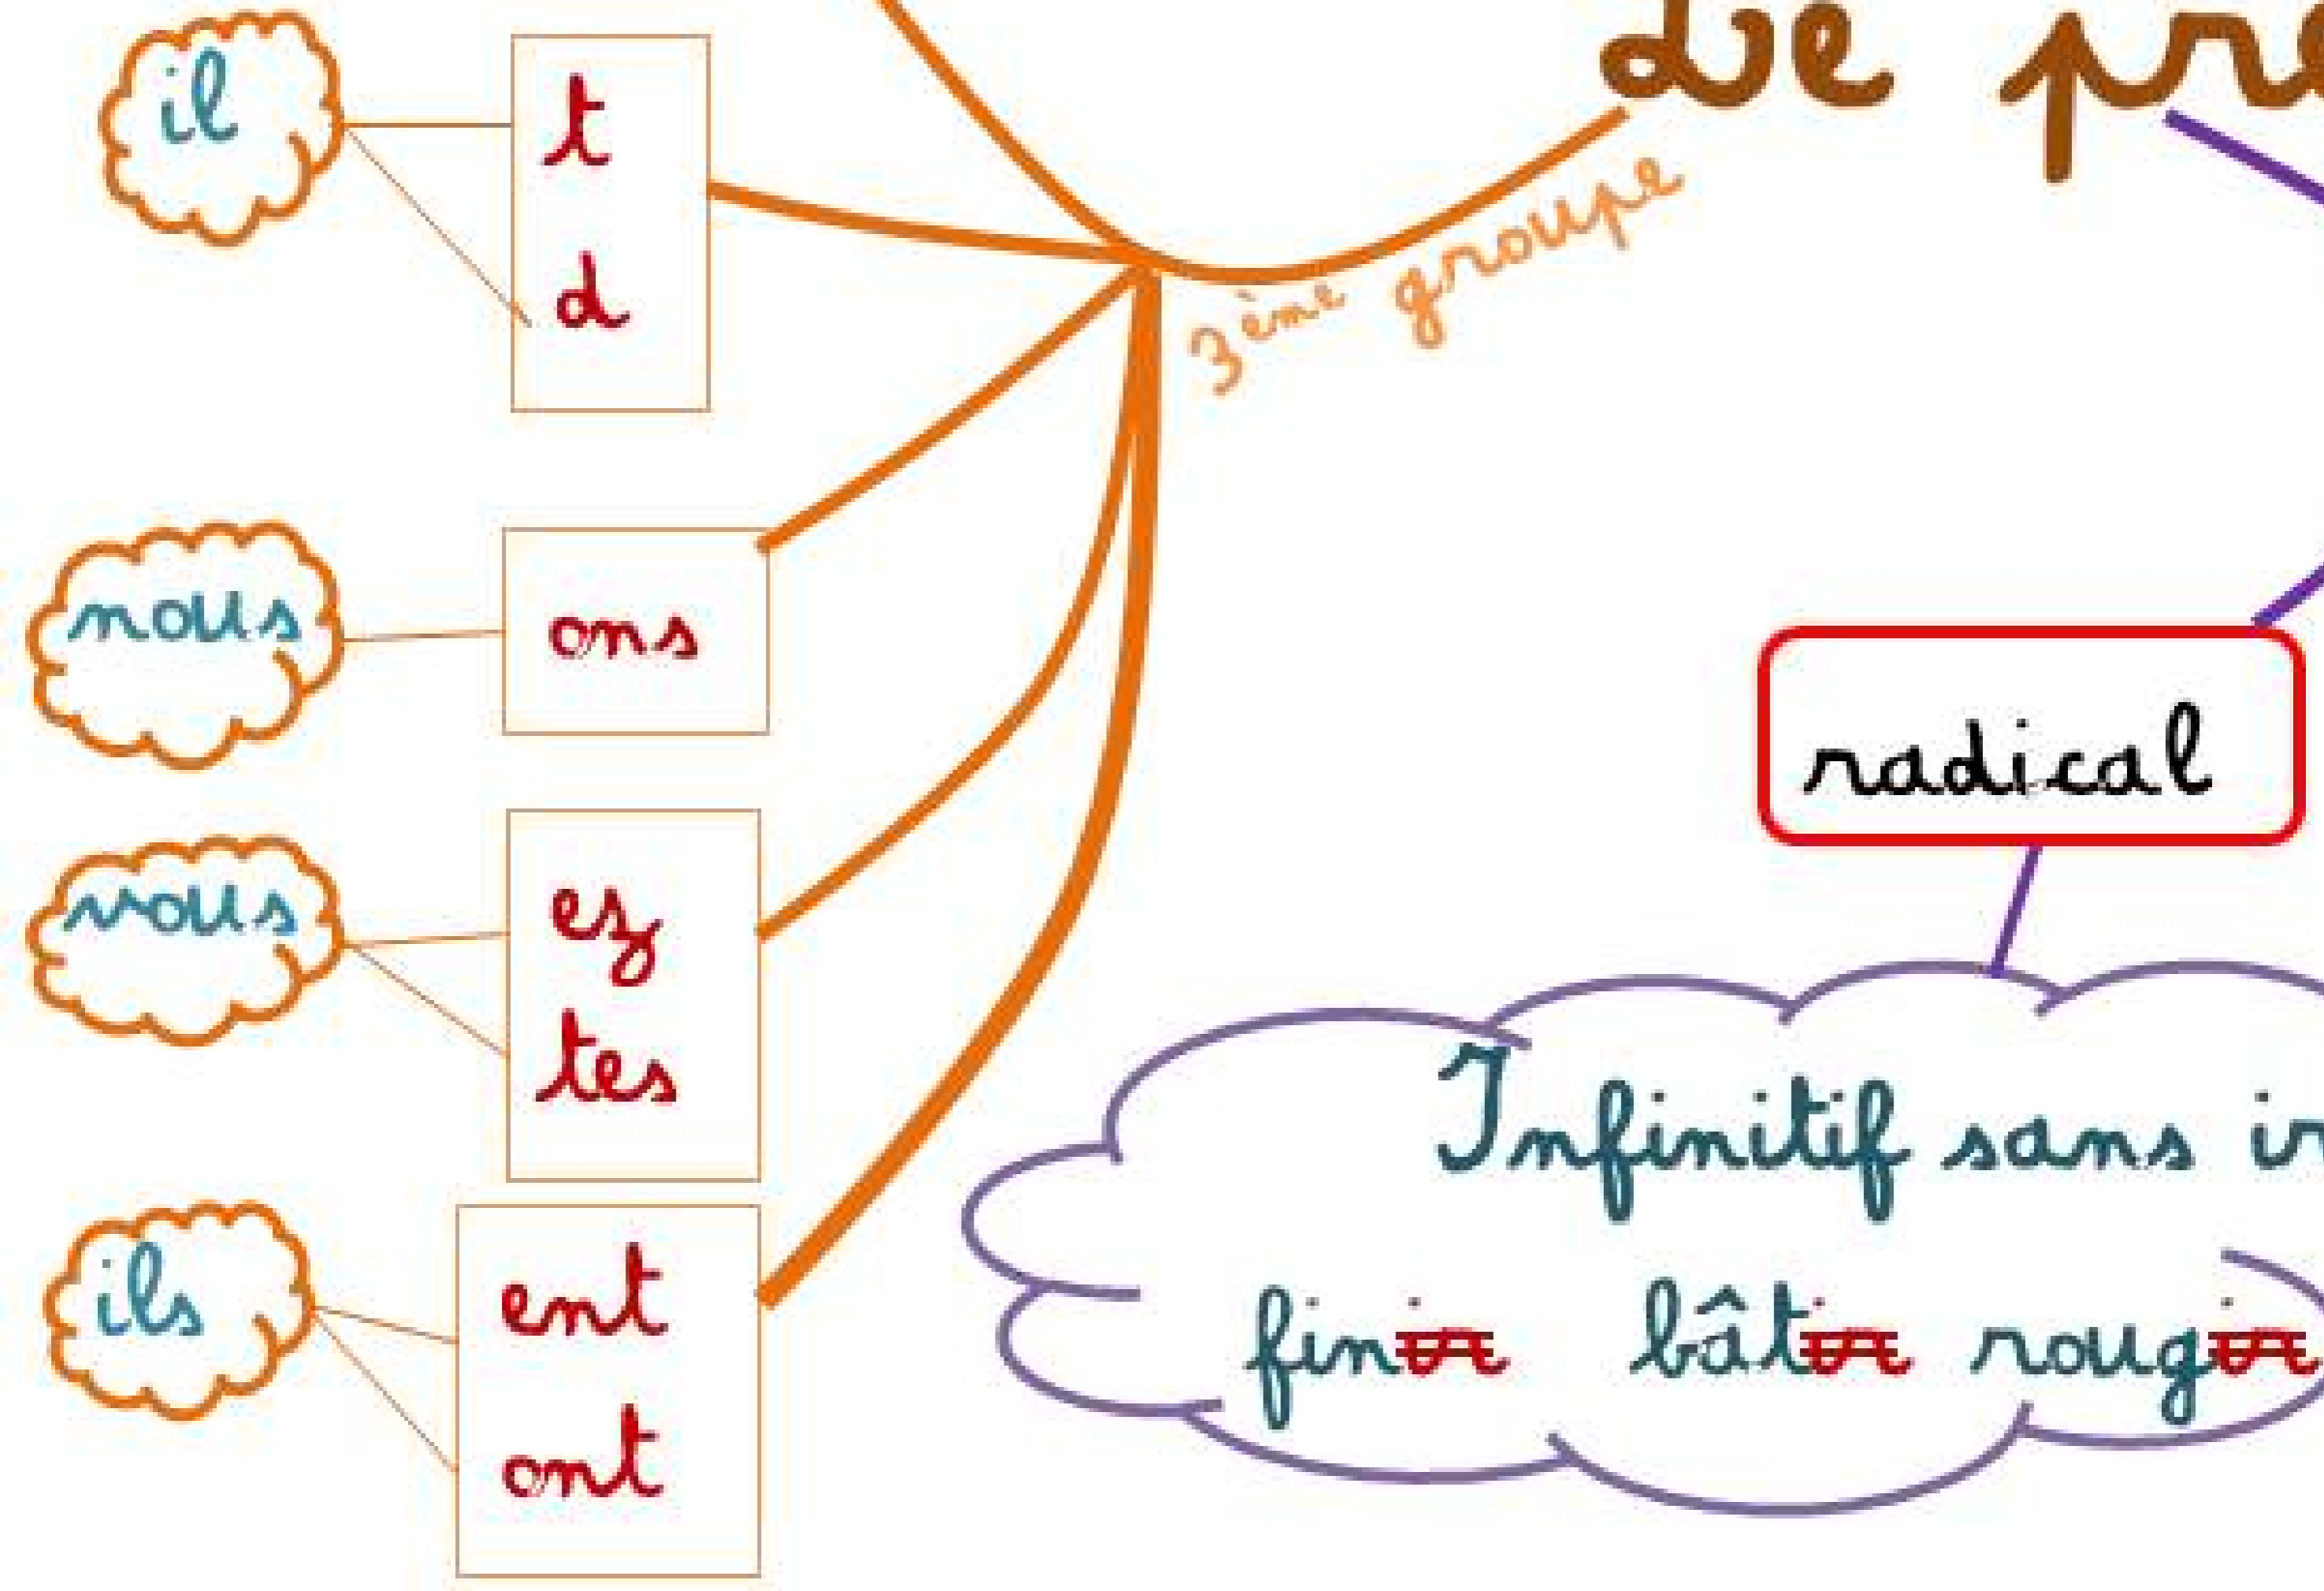 Le pré
3ème groupe
il
t
d
nous
ons
vous
ez
tes
ils
ent
ont
radical
Infinitif sans ir
finir bâtir rougir